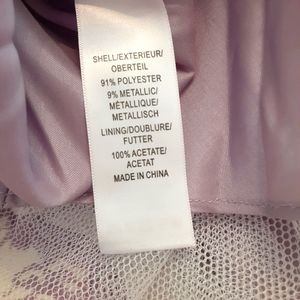 SHELL/EXTERIEUR/
OBERTEIL
91% POLYESTER
9% METALLIC/
MÉTALLIQUE/
METALLISCH
LINING/DOUBLURE/
FUTTER
100% ACETATE/
ACETAT
MADE IN CHINA